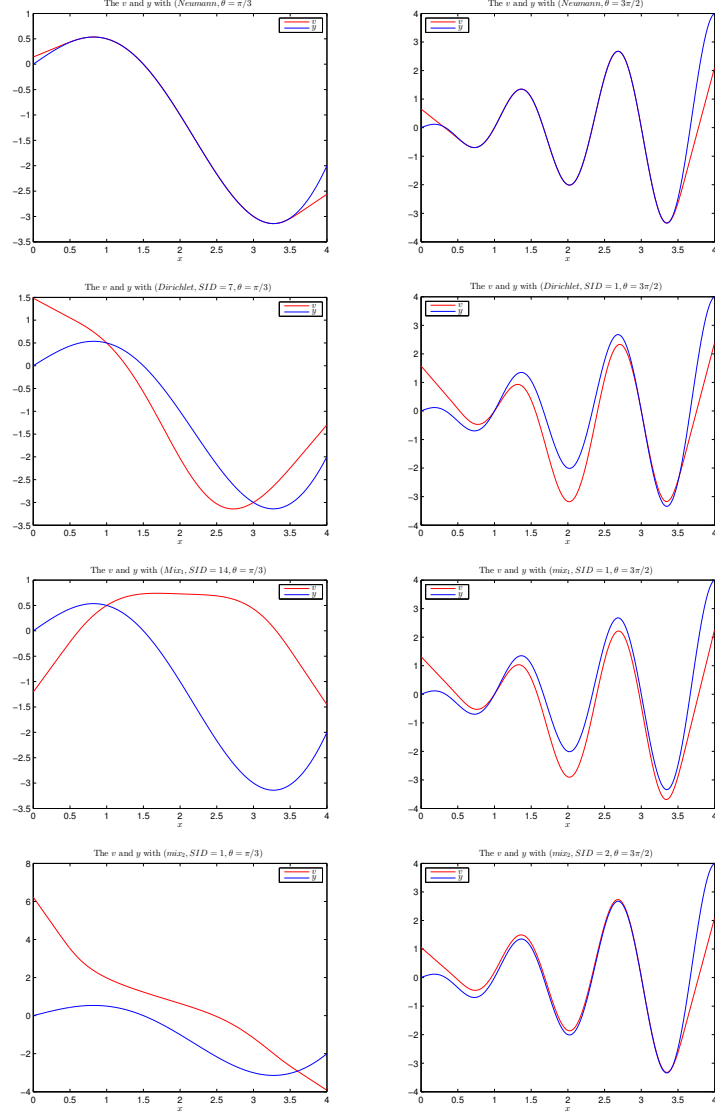 The v and y with (Neumann, θ = π/3
v
y
1
0.5
0
−0.5
−1
−1.5
−2
−2.5
−3
−3.5
0 0.5 1 1.5 2 2.5 3 3.5 4
x
The v and y with (Neumann, θ = 3π/2)
v
y
4
3
2
1
0
−1
−2
−3
−4
0 0.5 1 1.5 2 2.5 3 3.5 4
x
The v and y with (Dirichlet, SID = 7, θ = π/3)
v
y
1.5
1
0.5
0
−0.5
−1
−1.5
−2
−2.5
−3
−3.5
0 0.5 1 1.5 2 2.5 3 3.5 4
x
The v and y with (Dirichlet, SID = 1, θ = 3π/2)
v
y
4
3
2
1
0
−1
−2
−3
−4
0 0.5 1 1.5 2 2.5 3 3.5 4
x
The v and y with (Mix₁, SID = 14, θ = π/3)
v
y
1
0.5
0
−0.5
−1
−1.5
−2
−2.5
−3
−3.5
0 0.5 1 1.5 2 2.5 3 3.5 4
x
The v and y with (mix₁, SID = 1, θ = 3π/2)
v
y
4
3
2
1
0
−1
−2
−3
−4
0 0.5 1 1.5 2 2.5 3 3.5 4
x
The v and y with (mix₂, SID = 1, θ = π/3)
v
y
8
6
4
2
0
−2
−4
0 0.5 1 1.5 2 2.5 3 3.5 4
x
The v and y with (mix₂, SID = 2, θ = 3π/2)
v
y
4
3
2
1
0
−1
−2
−3
−4
0 0.5 1 1.5 2 2.5 3 3.5 4
x